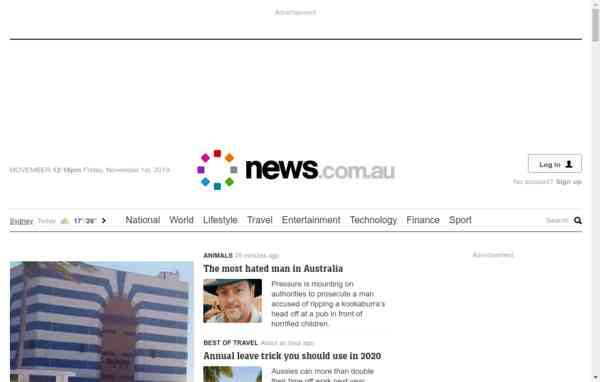 Advertisement
MOVEMBER 12:16pm Friday, November 1st, 2019
news.com.au
Log in
No account? Sign up
Sydney Today 17°/26° National World Lifestyle Travel Entertainment Technology Finance Sport Search
ANIMALS 28 minutes ago
Advertisement
The most hated man in Australia
Pressure is mounting on
authorities to prosecute a man
accused of ripping a kookaburra's
head off at a pub in front of
horrified children.
BEST OF TRAVEL About an hour ago
Annual leave trick you should use in 2020
Aussies can more than double
their time off work next year